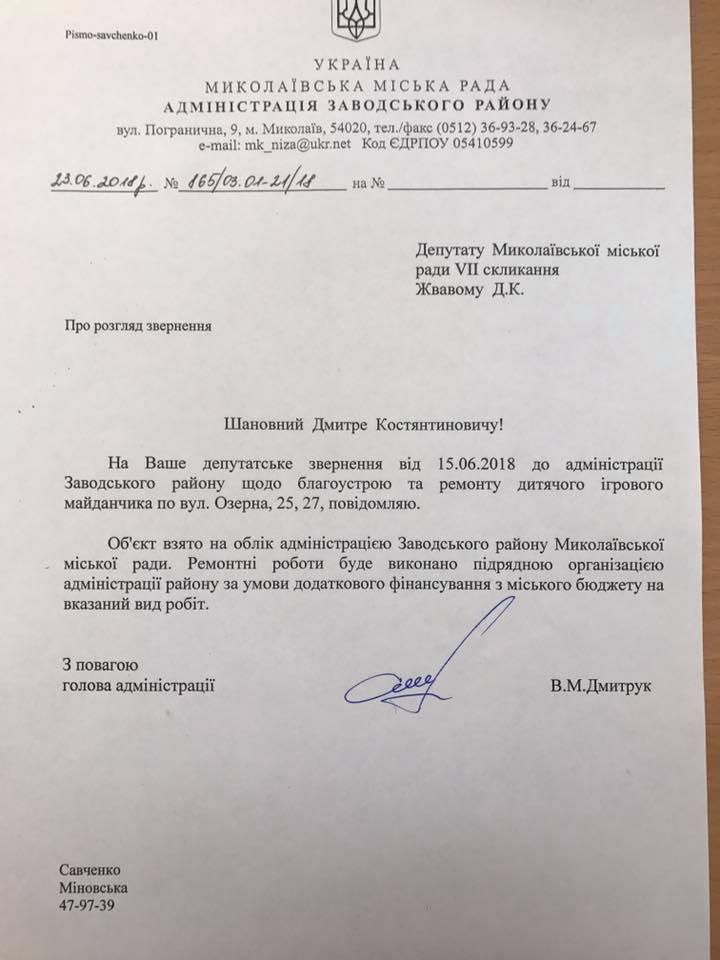 Pismo-savchenko-01
УКРАЇНА
МИКОЛАЇВСЬКА МІСЬКА РАДА
АДМІНІСТРАЦІЯ ЗАВОДСЬКОГО РАЙОНУ
вул. Погранична, 9, м. Миколаїв, 54020, тел./факс (0512) 36-93-28, 36-24-67
e-mail: mk_niza@ukr.net Код ЄДРПОУ 05410599
23.06.2018р. № 865/03.01-21/18 на № від
Депутату Миколаївської міської
ради VII скликання
Жвавому Д.К.
Про розгляд звернення
Шановний Дмитре Костянтиновичу!
На Ваше депутатське звернення від 15.06.2018 до адміністрації
Заводського району щодо благоустрою та ремонту дитячого ігрового
майданчика по вул. Озерна, 25, 27, повідомляю.
Об'єкт взято на облік адміністрацією Заводського району Миколаївської
міської ради. Ремонтні роботи буде виконано підрядною організацією
адміністрації району за умови додаткового фінансування з міського бюджету на
вказаний вид робіт.
З повагою
голова адміністрації В.М.Дмитрук
Савченко
Міновська
47-97-39